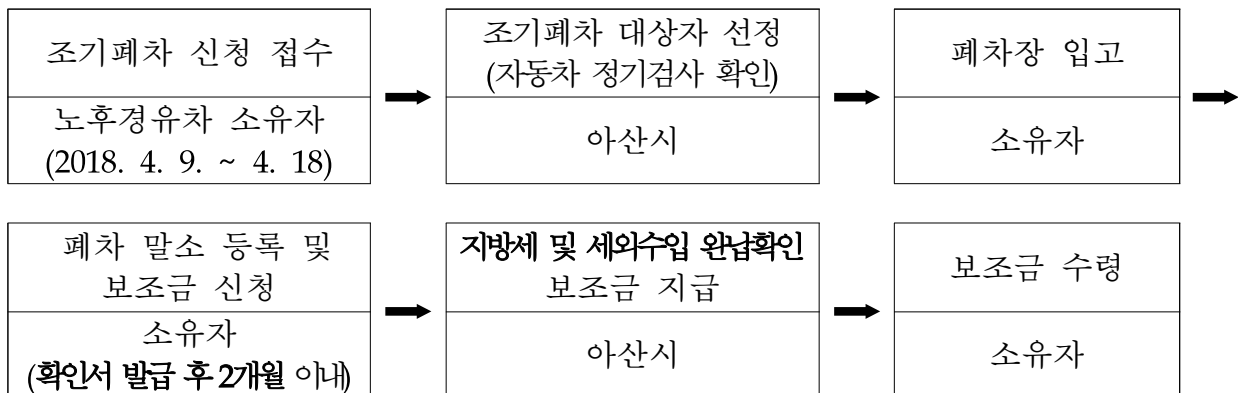 조기폐차 신청 접수
노후경유차 소유자
(2018. 4. 9. ~ 4. 18)
조기폐차 대상자 선정
(자동차 정기검사 확인)
아산시
폐차장 입고
소유자
폐차 말소 등록 및
보조금 신청
소유자
(확인서 발급 후 2개월 이내)
지방세 및 세외수입 완납확인
보조금 지급
아산시
보조금 수령
소유자